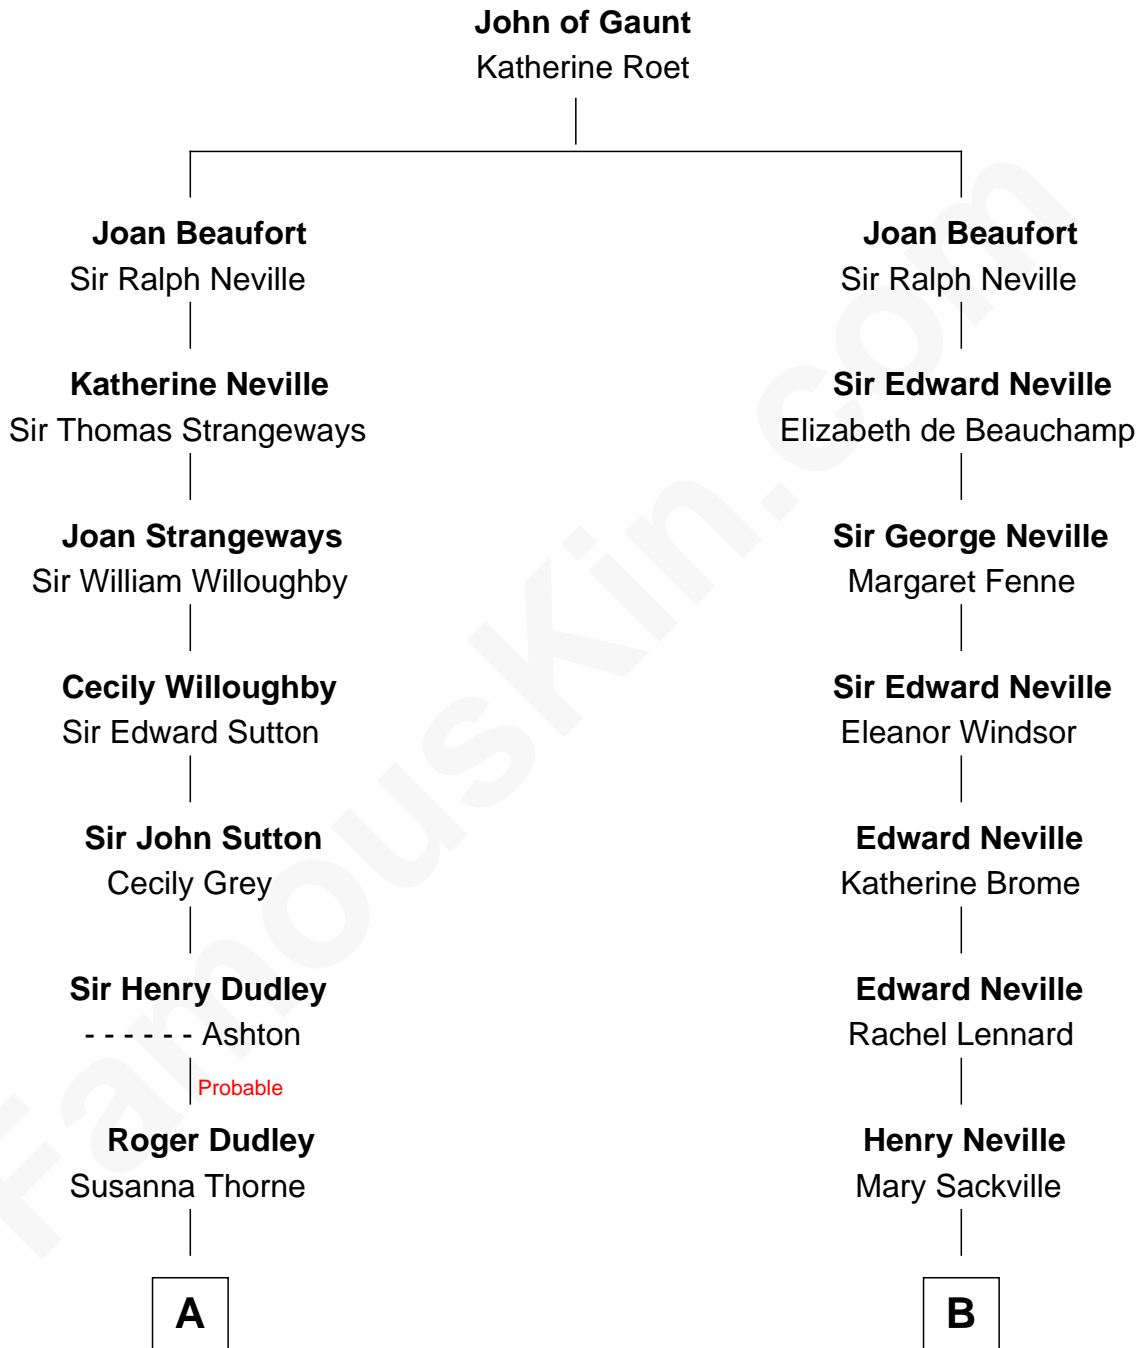 John of Gaunt
Katherine Roet
Joan Beaufort
Sir Ralph Neville
Katherine Neville
Sir Thomas Strangeways
Joan Strangeways
Sir William Willoughby
Cecily Willoughby
Sir Edward Sutton
Sir John Sutton
Cecily Grey
Sir Henry Dudley
- - - - - - Ashton
Probable
Roger Dudley
Susanna Thorne
A
Joan Beaufort
Sir Ralph Neville
Sir Edward Neville
Elizabeth de Beauchamp
Sir George Neville
Margaret Fenne
Sir Edward Neville
Eleanor Windsor
Edward Neville
Katherine Brome
Edward Neville
Rachel Lennard
Henry Neville
Mary Sackville
B
FamousKin.com